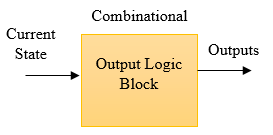 Combinational
Current
State
Output Logic
Block
Outputs